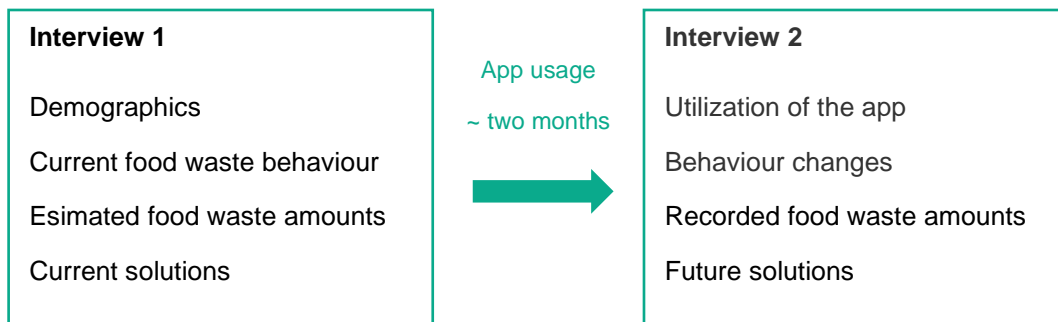 Interview 1
Demographics
Current food waste behaviour
Esimated food waste amounts
Current solutions
App usage
~ two months
Interview 2
Utilization of the app
Behaviour changes
Recorded food waste amounts
Future solutions